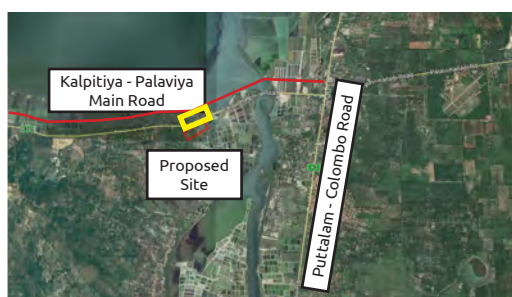 Kalpitiya - Palaviya
Main Road
Proposed
Site
Puttalam - Colombo Road